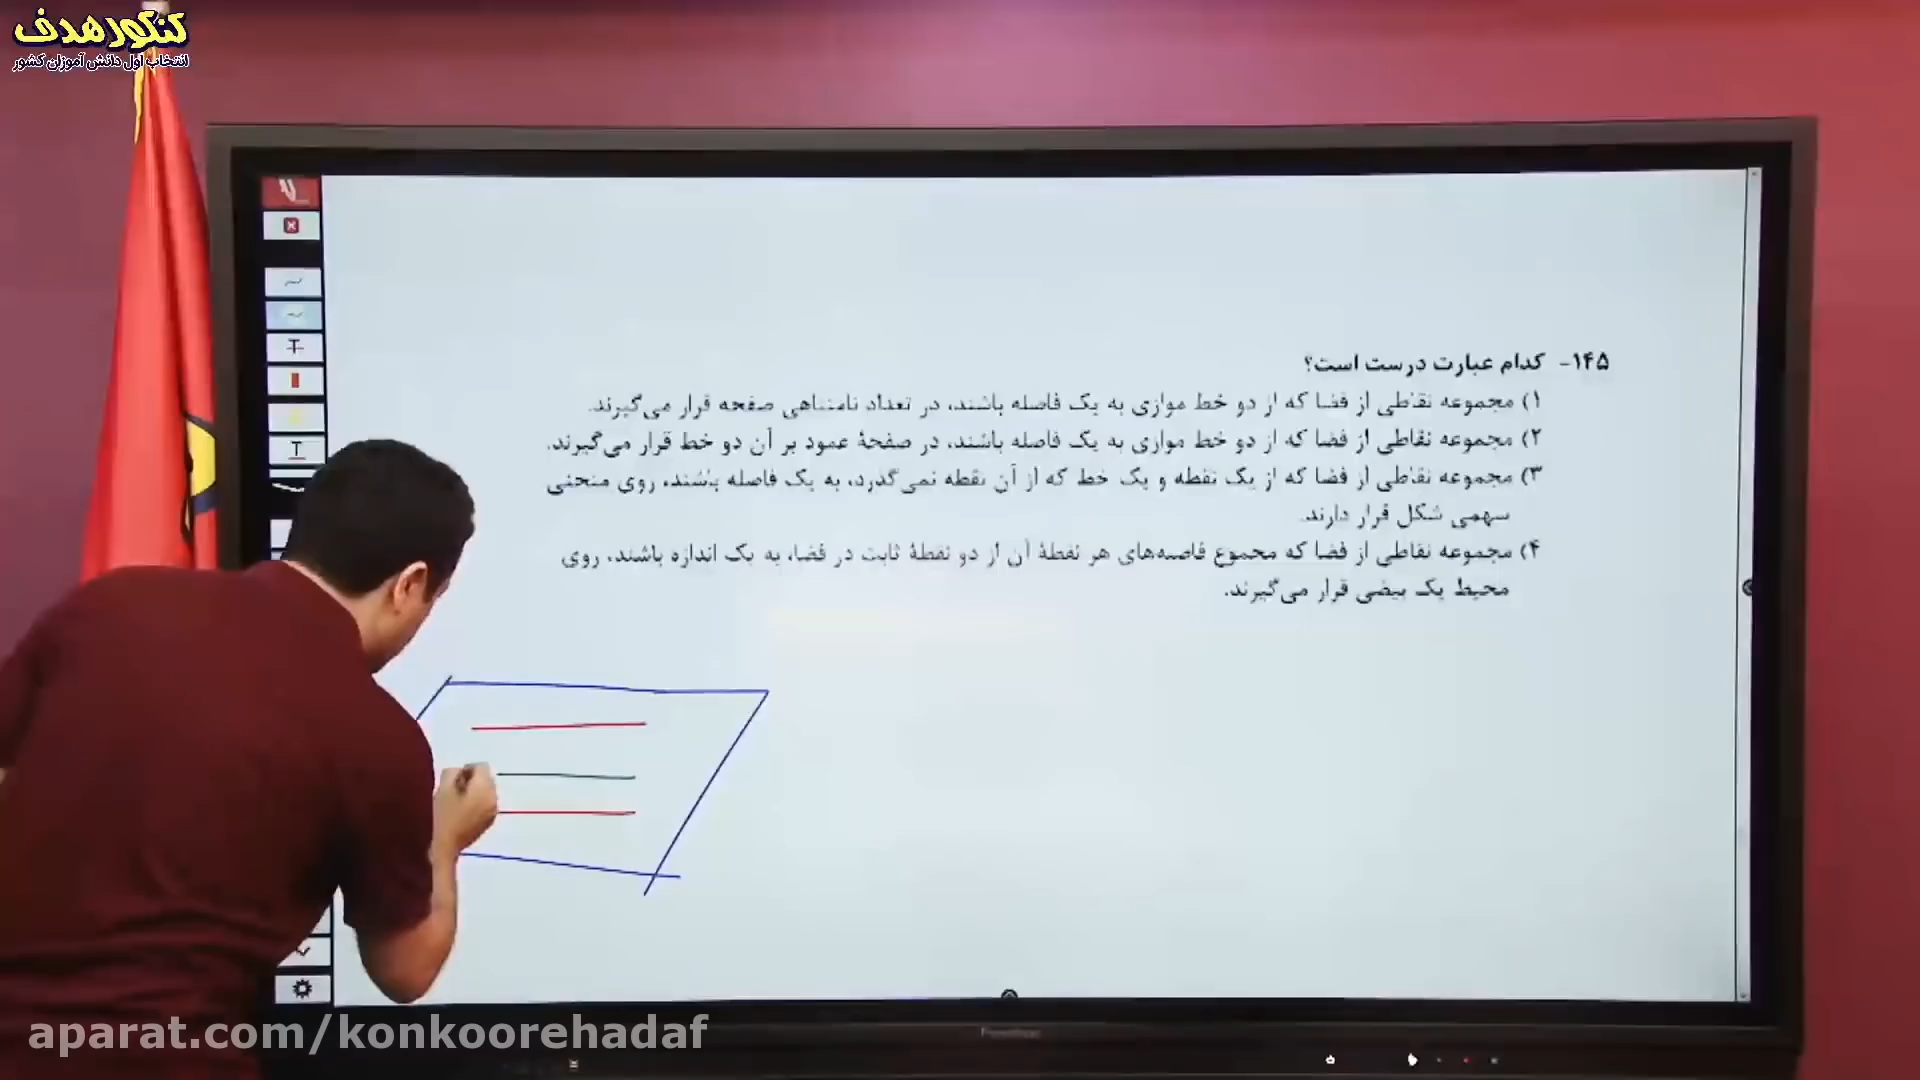 کنکور هدف
انتخاب اول دانش آموزان کشور
۱۴۵- کدام عبارت درست است؟
۱) مجموعه نقاطی از فضا که از دو خط موازی به یک فاصله باشند، در تعداد نامتناهی صفحه قرار می‌گیرند.
۲) مجموعه نقاطی از فضا که از دو خط موازی به یک فاصله باشند، در صفحهٔ عمود بر آن دو خط قرار می‌گیرند.
۳) مجموعه نقاطی از فضا که از یک نقطه و یک خط که از آن نقطه نمی‌گذرد، به یک فاصله باشند، روی منحنی
سهمی شکل قرار دارند.
۴) مجموعه نقاطی از فضا که مجموع فاصله‌های هر نقطهٔ آن از دو نقطهٔ ثابت در فضا، به یک اندازه باشند، روی
محیط یک بیضی قرار می‌گیرند.
aparat.com/konkoorehadaf